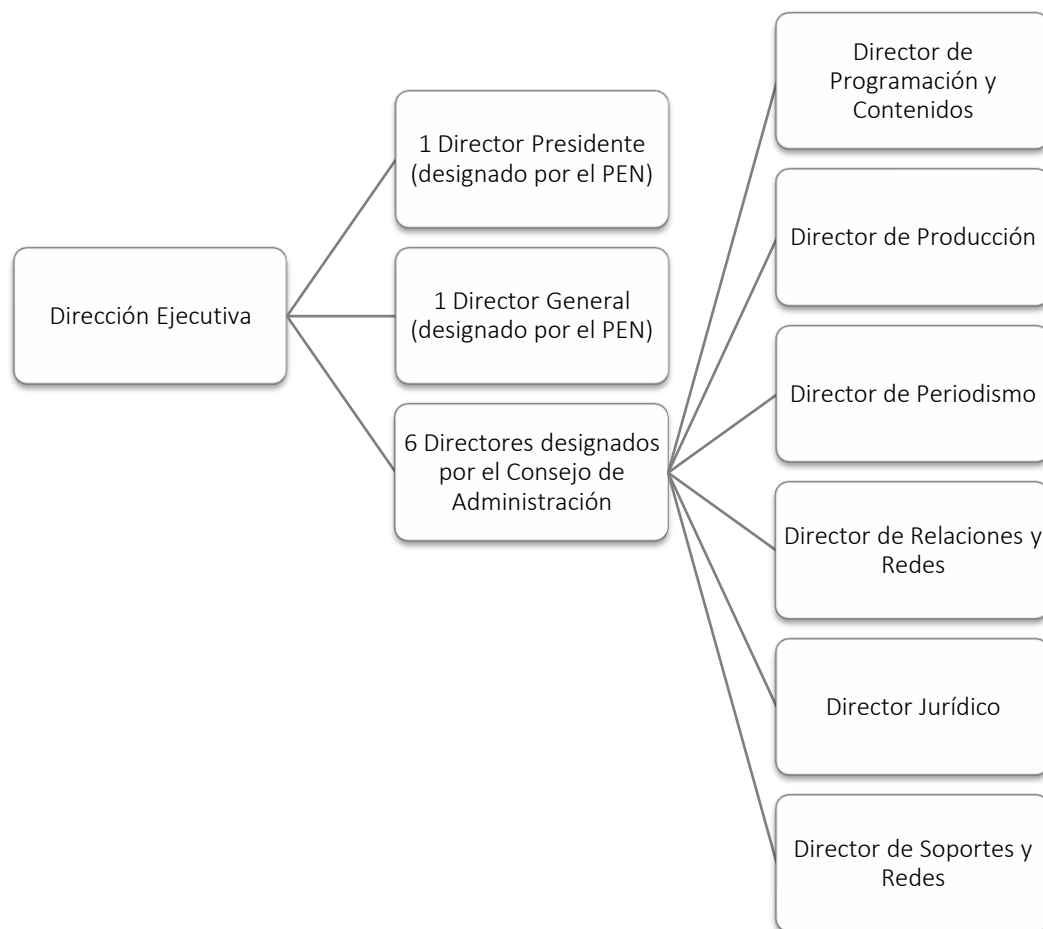 Dirección Ejecutiva
1 Director Presidente
(designado por el PEN)
1 Director General
(designado por el PEN)
6 Directores designados
por el Consejo de
Administración
Director de
Programación y
Contenidos
Director de Producción
Director de Periodismo
Director de Relaciones y
Redes
Director Jurídico
Director de Soportes y
Redes